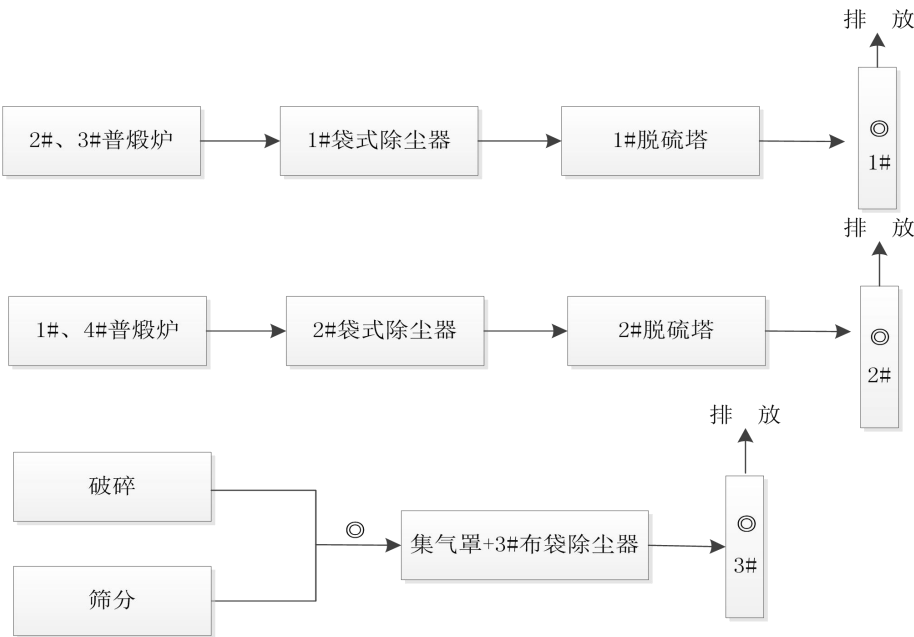 排 放
2#、3#普煅炉
1#袋式除尘器
1#脱硫塔
◎
1#
排 放
1#、4#普煅炉
2#袋式除尘器
2#脱硫塔
◎
2#
排 放
破碎
筛分
◎
集气罩+3#布袋除尘器
◎
3#